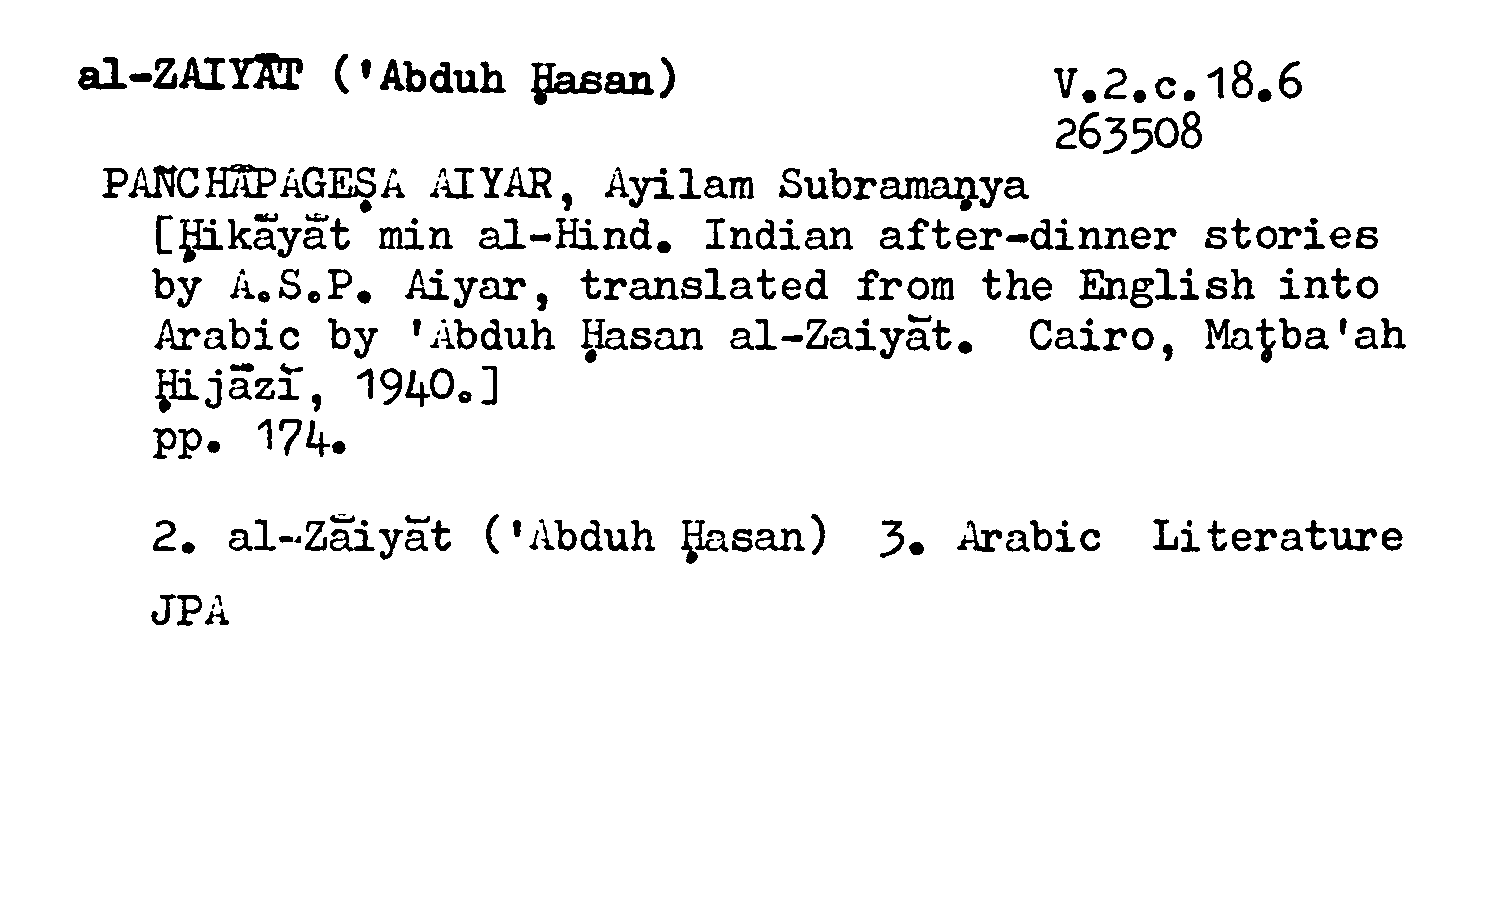 al-ZAIYĀT ('Abduh Ḥasan)
V.2.c.18.6
263508
PAÑCHĀPAGEṢA AIYAR, Ayilam Subramaṇya
[Ḥikāyāt min al-Hind. Indian after-dinner stories
by A.S.P. Aiyar, translated from the English into
Arabic by 'Abduh Ḥasan al-Zaiyāt. Cairo, Maṭba'ah
Ḥijāzī, 1940.]
pp. 174.
2. al-Zāiyāt ('Abduh Ḥasan) 3. Arabic Literature
JPA